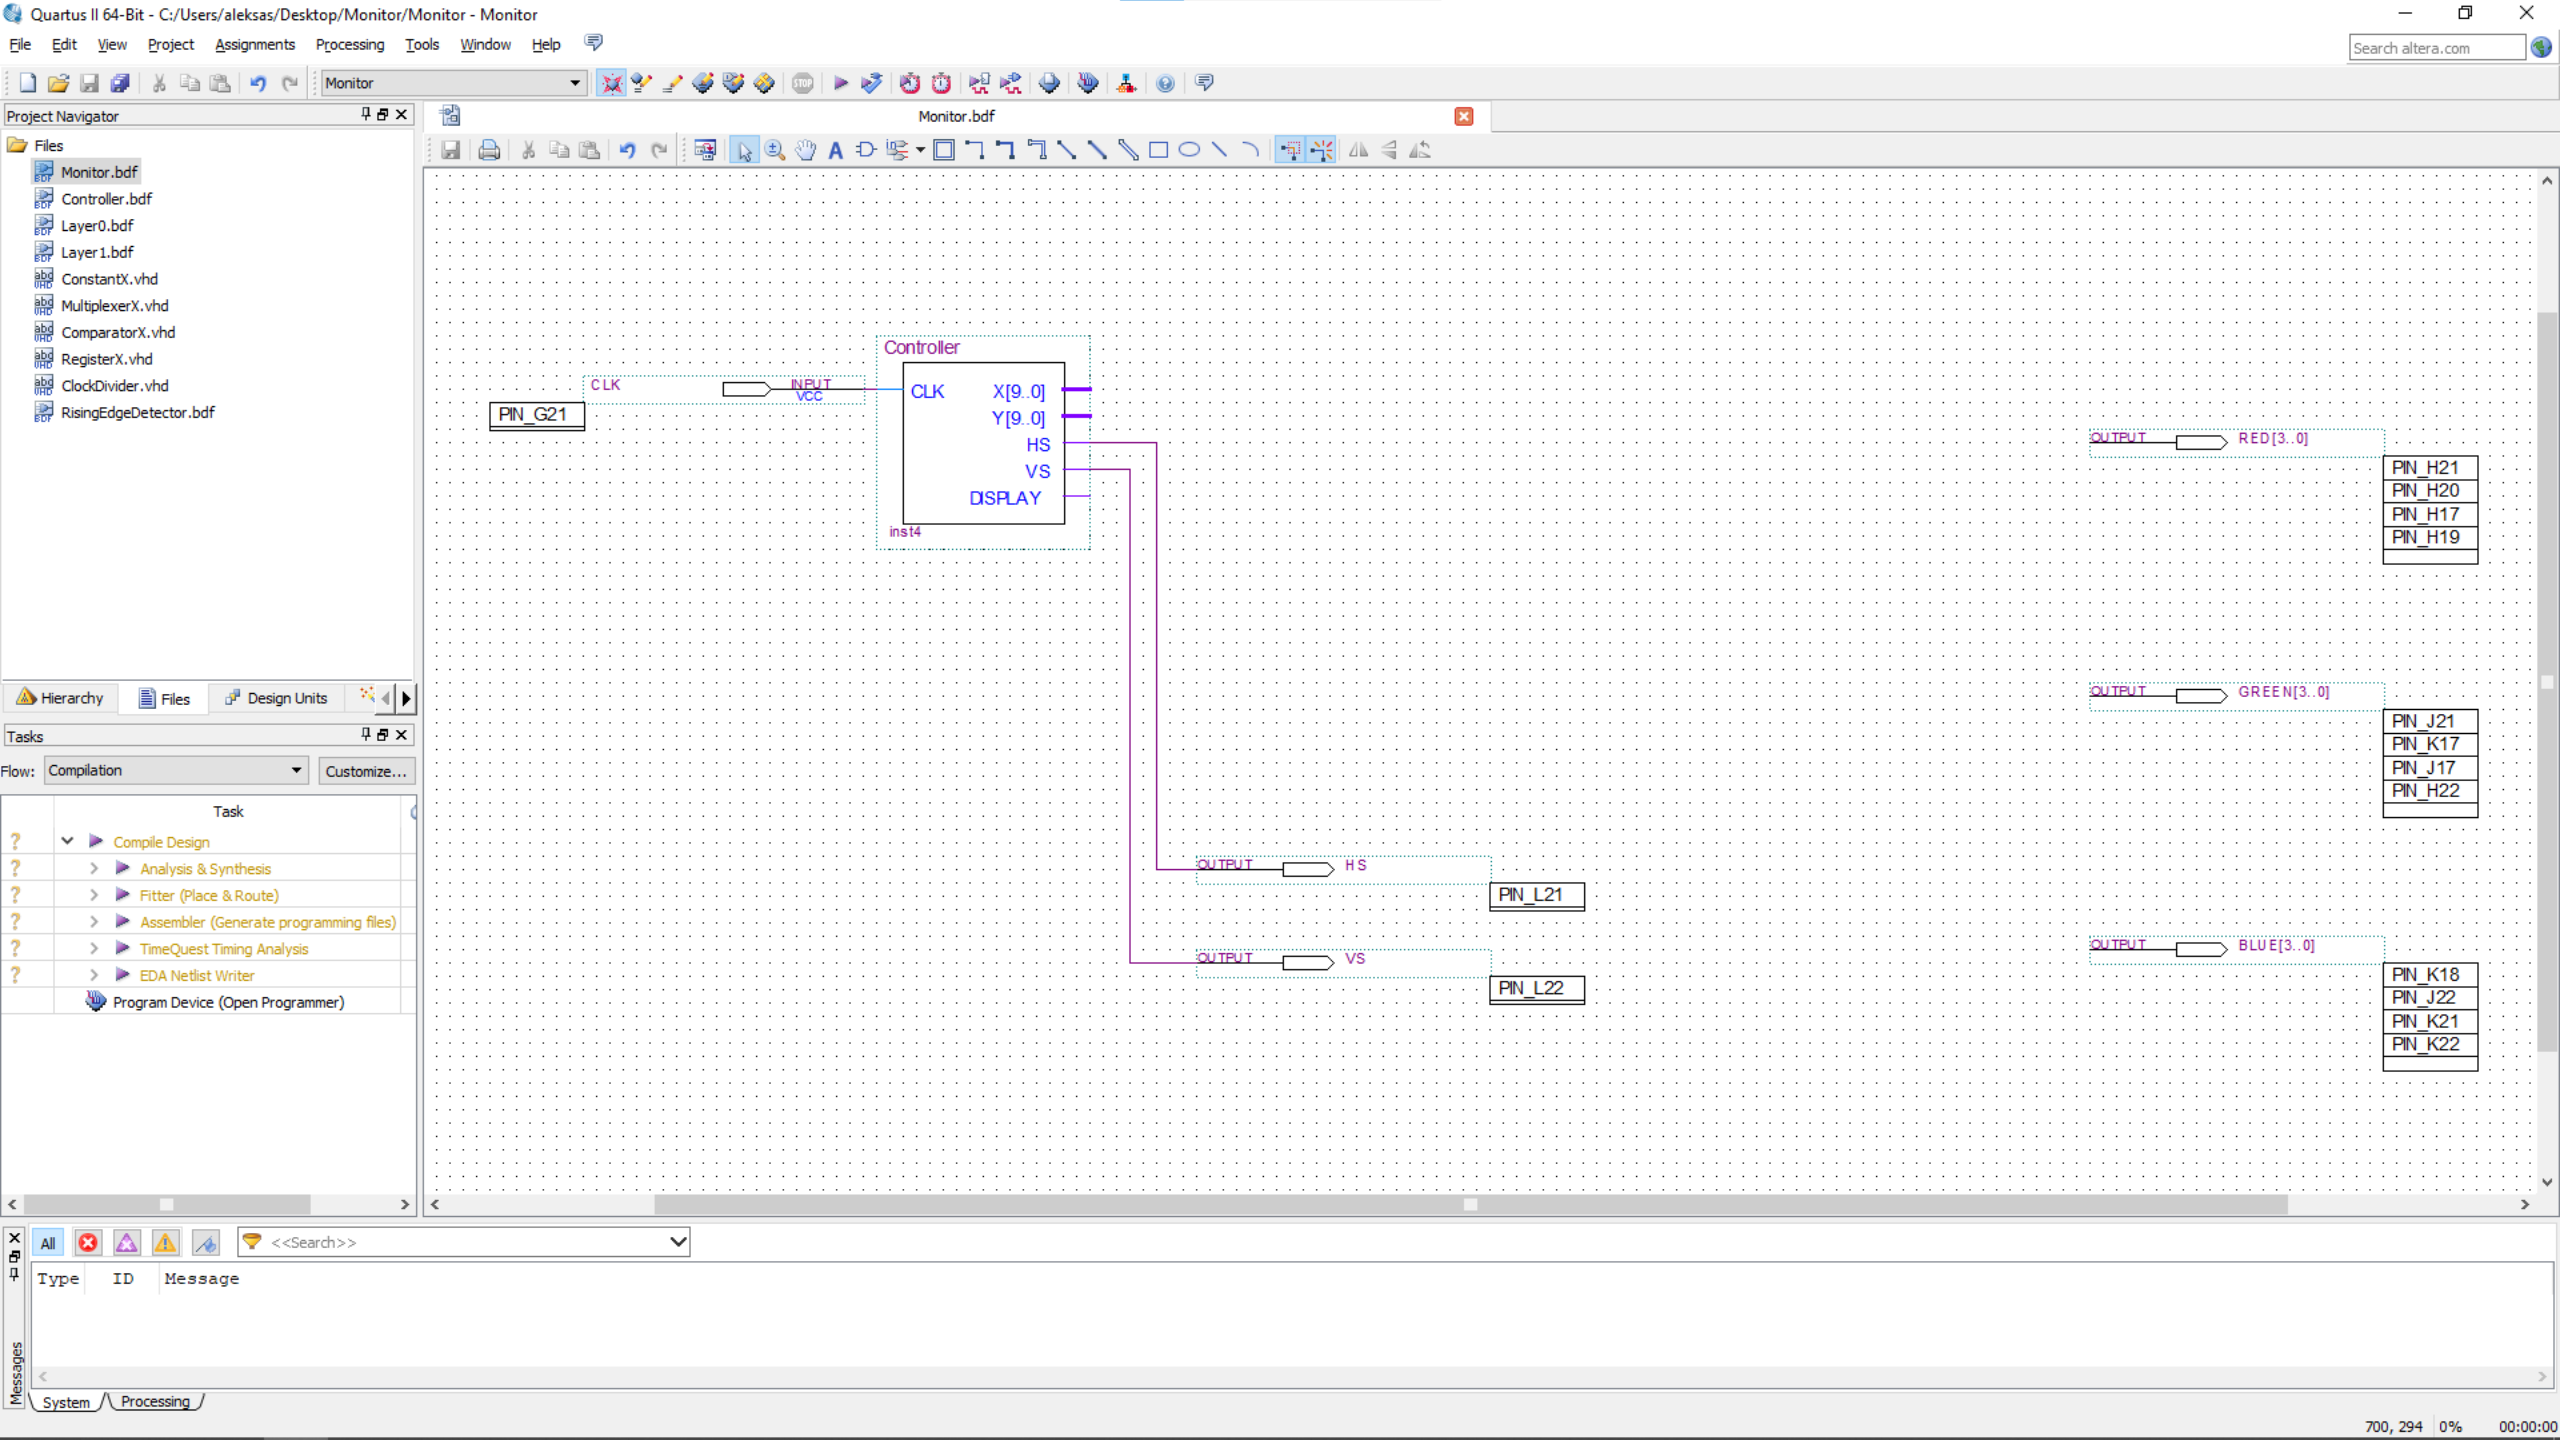 Quartus II 64-Bit - C:/Users/aleksas/Desktop/Monitor/Monitor - Monitor
File Edit View Project Assignments Processing Tools Window Help
Search altera.com
Monitor
STOP
Project Navigator
Monitor.bdf
Files
Monitor.bdf
Controller.bdf
Layer0.bdf
Layer1.bdf
ConstantX.vhd
MultiplexerX.vhd
ComparatorX.vhd
RegisterX.vhd
ClockDivider.vhd
RisingEdgeDetector.bdf
Hierarchy Files Design Units
Tasks
Flow: Compilation Customize...
Task
Compile Design
Analysis & Synthesis
Fitter (Place & Route)
Assembler (Generate programming files)
TimeQuest Timing Analysis
EDA Netlist Writer
Program Device (Open Programmer)
Controller
CLK INPUT
VCC
PIN_G21
CLK X[9..0]
Y[9..0]
HS
VS
DISPLAY
inst4
OUTPUT RED[3..0]
PIN_H21
PIN_H20
PIN_H17
PIN_H19
OUTPUT GREEN[3..0]
PIN_J21
PIN_K17
PIN_J17
PIN_H22
OUTPUT HS
PIN_L21
OUTPUT VS
PIN_L22
OUTPUT BLUE[3..0]
PIN_K18
PIN_J22
PIN_K21
PIN_K22
All <<Search>>
Type ID Message
Messages
System Processing
700, 294 0% 00:00:00